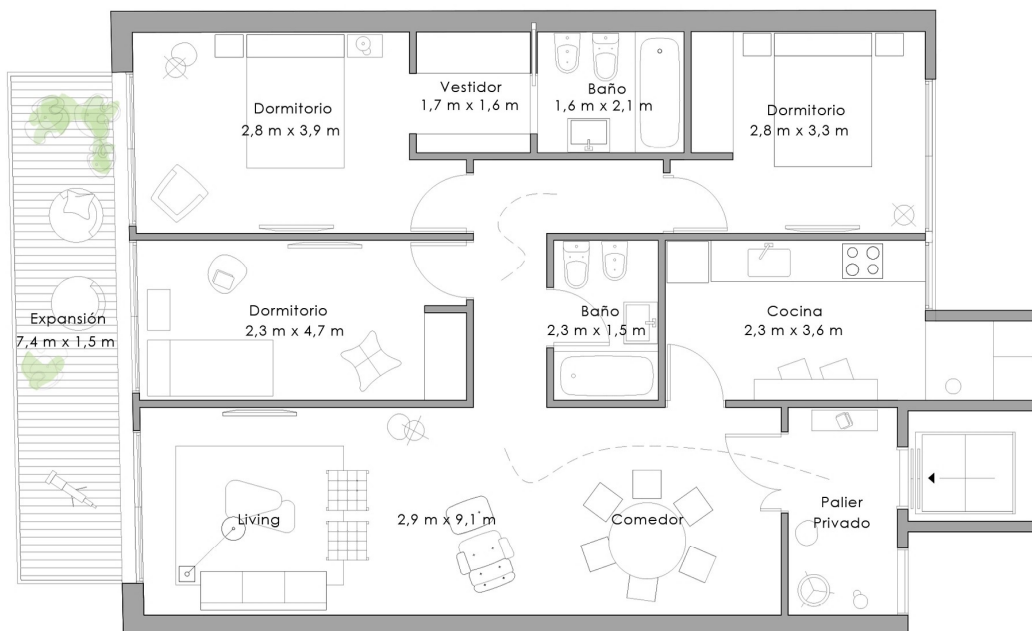 Dormitorio
2,8 m x 3,9 m
Vestidor
1,7 m x 1,6 m
Baño
1,6 m x 2,1 m
Dormitorio
2,8 m x 3,3 m
Expansión
7,4 m x 1,5 m
Dormitorio
2,3 m x 4,7 m
Baño
2,3 m x 1,5 m
Cocina
2,3 m x 3,6 m
Living
2,9 m x 9,1 m
Comedor
Palier
Privado